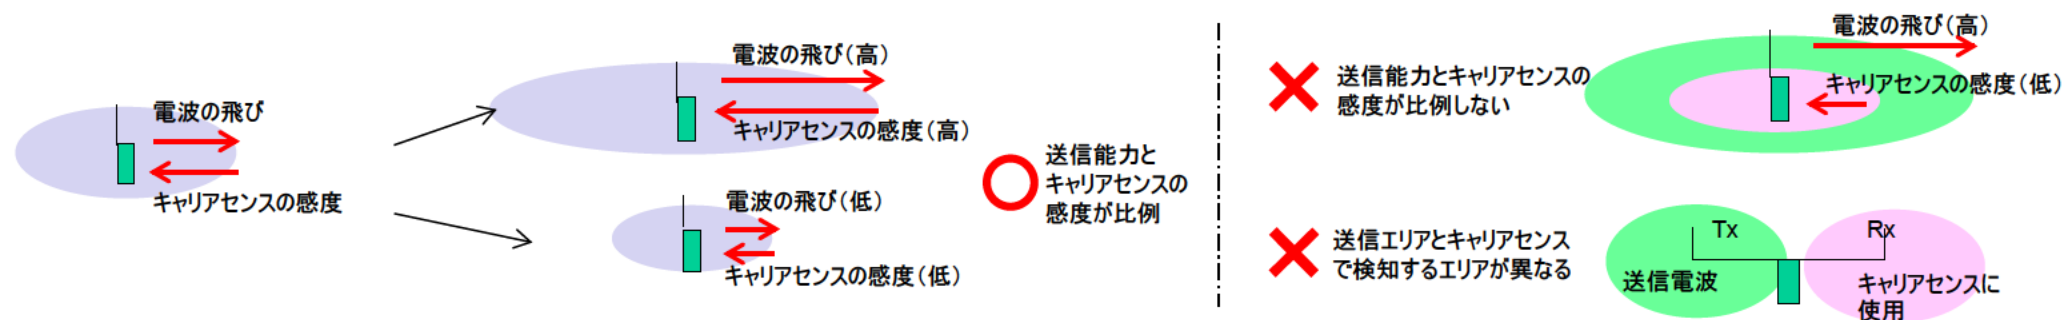 電波の飛び
キャリアセンスの感度
電波の飛び(高)
キャリアセンスの感度(高)
電波の飛び(低)
キャリアセンスの感度(低)
送信能力と
キャリアセンスの
感度が比例
送信能力とキャリアセンスの
感度が比例しない
電波の飛び(高)
キャリアセンスの感度(低)
送信エリアとキャリアセンス
で検知するエリアが異なる
Tx
Rx
送信電波
キャリアセンスに
使用